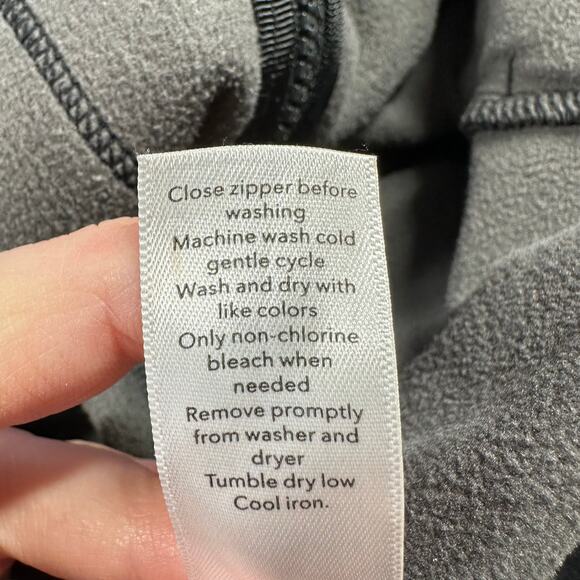 Close zipper before
washing
Machine wash cold
gentle cycle
Wash and dry with
like colors
Only non-chlorine
bleach when
needed
Remove promptly
from washer and
dryer
Tumble dry low
Cool iron.